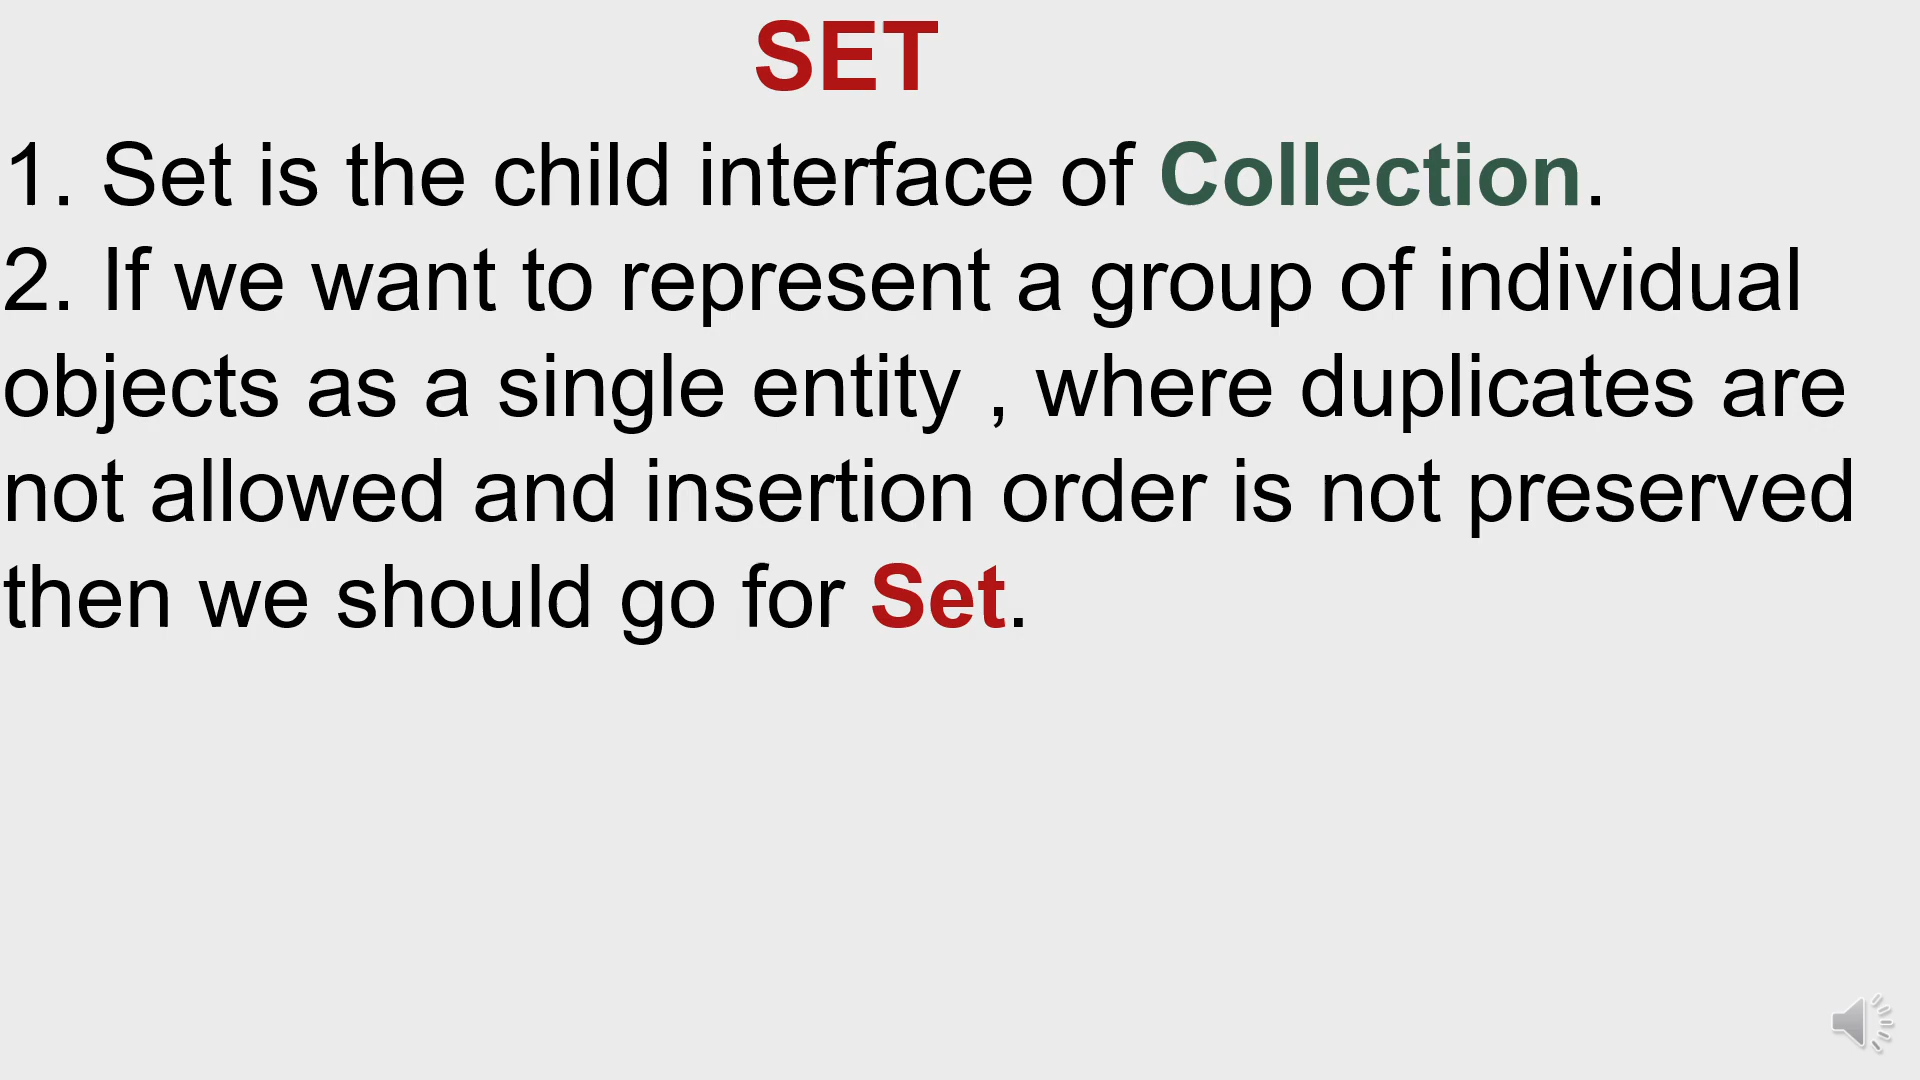 SET
1. Set is the child interface of Collection.
2. If we want to represent a group of individual
objects as a single entity , where duplicates are
not allowed and insertion order is not preserved
then we should go for Set.